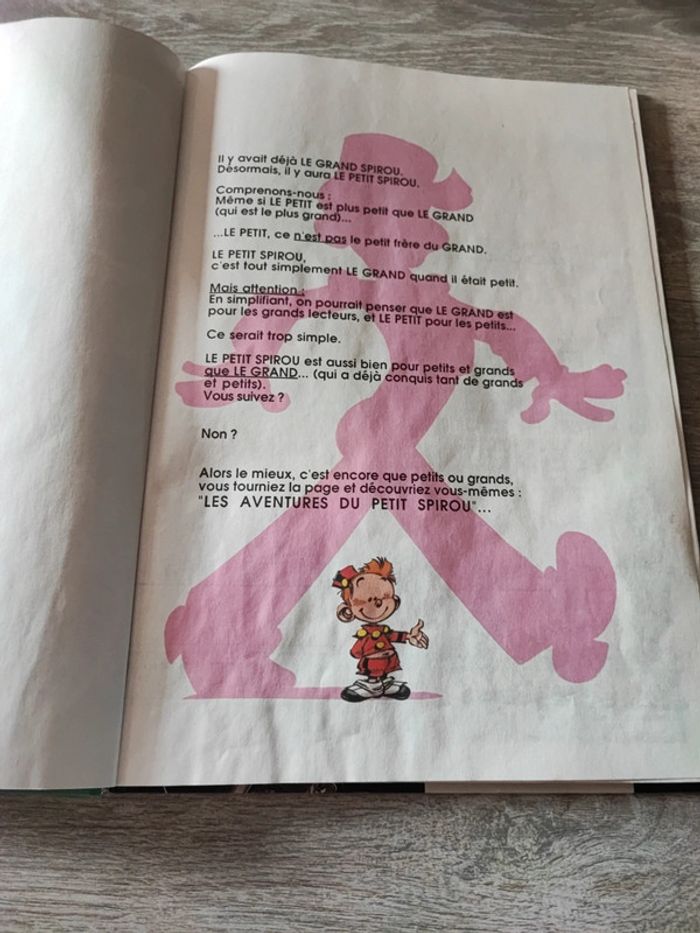 Il y avait déjà LE GRAND SPIROU.
Désormais, il y aura LE PETIT SPIROU.
Comprenons-nous :
Même si LE PETIT est plus petit que LE GRAND
(qui est le plus grand)...
...LE PETIT, ce n'est pas le petit frère du GRAND.
LE PETIT SPIROU,
c'est tout simplement LE GRAND quand il était petit.
Mais attention :
En simplifiant, on pourrait penser que LE GRAND est
pour les grands lecteurs, et LE PETIT pour les petits...
Ce serait trop simple.
LE PETIT SPIROU est aussi bien pour petits et grands
que LE GRAND... (qui a déjà conquis tant de grands
et petits).
Vous suivez ?
Non ?
Alors le mieux, c'est encore que petits ou grands,
vous tourniez la page et découvriez vous-mêmes :
"LES AVENTURES DU PETIT SPIROU"...